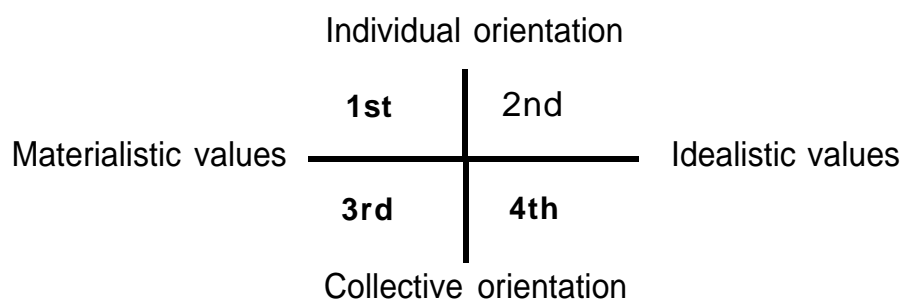 Individual orientation
1st 2nd
Materialistic values Idealistic values
3rd 4th
Collective orientation